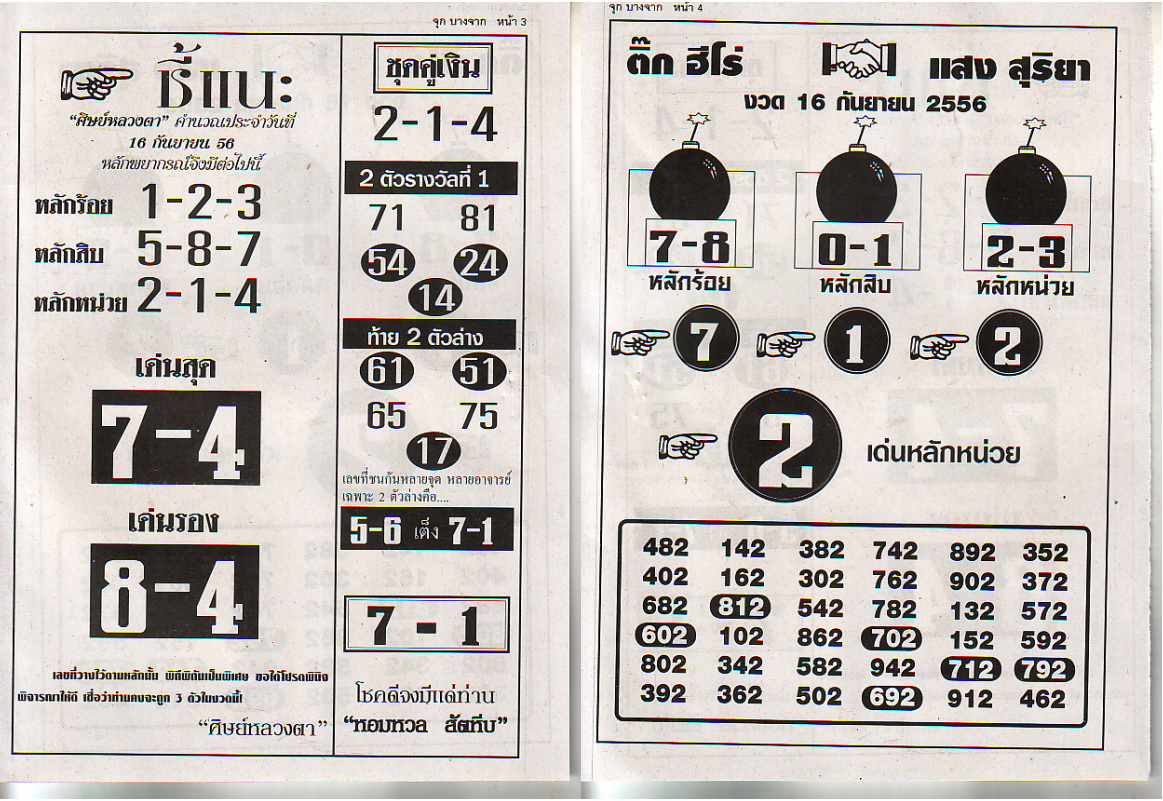 จุก บางจาก หน้า 3
ชี้แนะ
"ศิษย์หลวงตา" คำนวณประจำวันที่
16 กันยายน 56
หลักพยากรณ์จึงมีต่อไปนี้
หลักร้อย 1-2-3
หลักสิบ 5-8-7
หลักหน่วย 2-1-4
เด่นสุด
7-4
เด่นรอง
8-4
เลขที่วางไว้ตามหลักนั้น พิถีพิถันเป็นพิเศษ ขอได้โปรดพินิจ
พิจารณาให้ดี เชื่อว่าท่านคงจะถูก 3 ตัวในงวดนี้!
"ศิษย์หลวงตา"
ชุดคู่เงิน
2-1-4
2 ตัวรางวัลที่ 1
71 81
54 24
14
ท้าย 2 ตัวล่าง
61 51
65 75
17
เลขที่ชนกันหลายจุด หลายอาจารย์
เฉพาะ 2 ตัวล่างคือ....
5-6 เต็ง 7-1
7 - 1
โชคดีจงมีแด่ท่าน
"หอมหวล สัตหีบ"
จุก บางจาก หน้า 4
ติ๊ก ฮีโร่ แสง สุริยา
งวด 16 กันยายน 2556
7-8 0-1 2-3
หลักร้อย หลักสิบ หลักหน่วย
7 1 2
2 เด่นหลักหน่วย
482 142 382 742 892 352
402 162 302 762 902 372
682 812 542 782 132 572
602 102 862 702 152 592
802 342 582 942 712 792
392 362 502 692 912 462